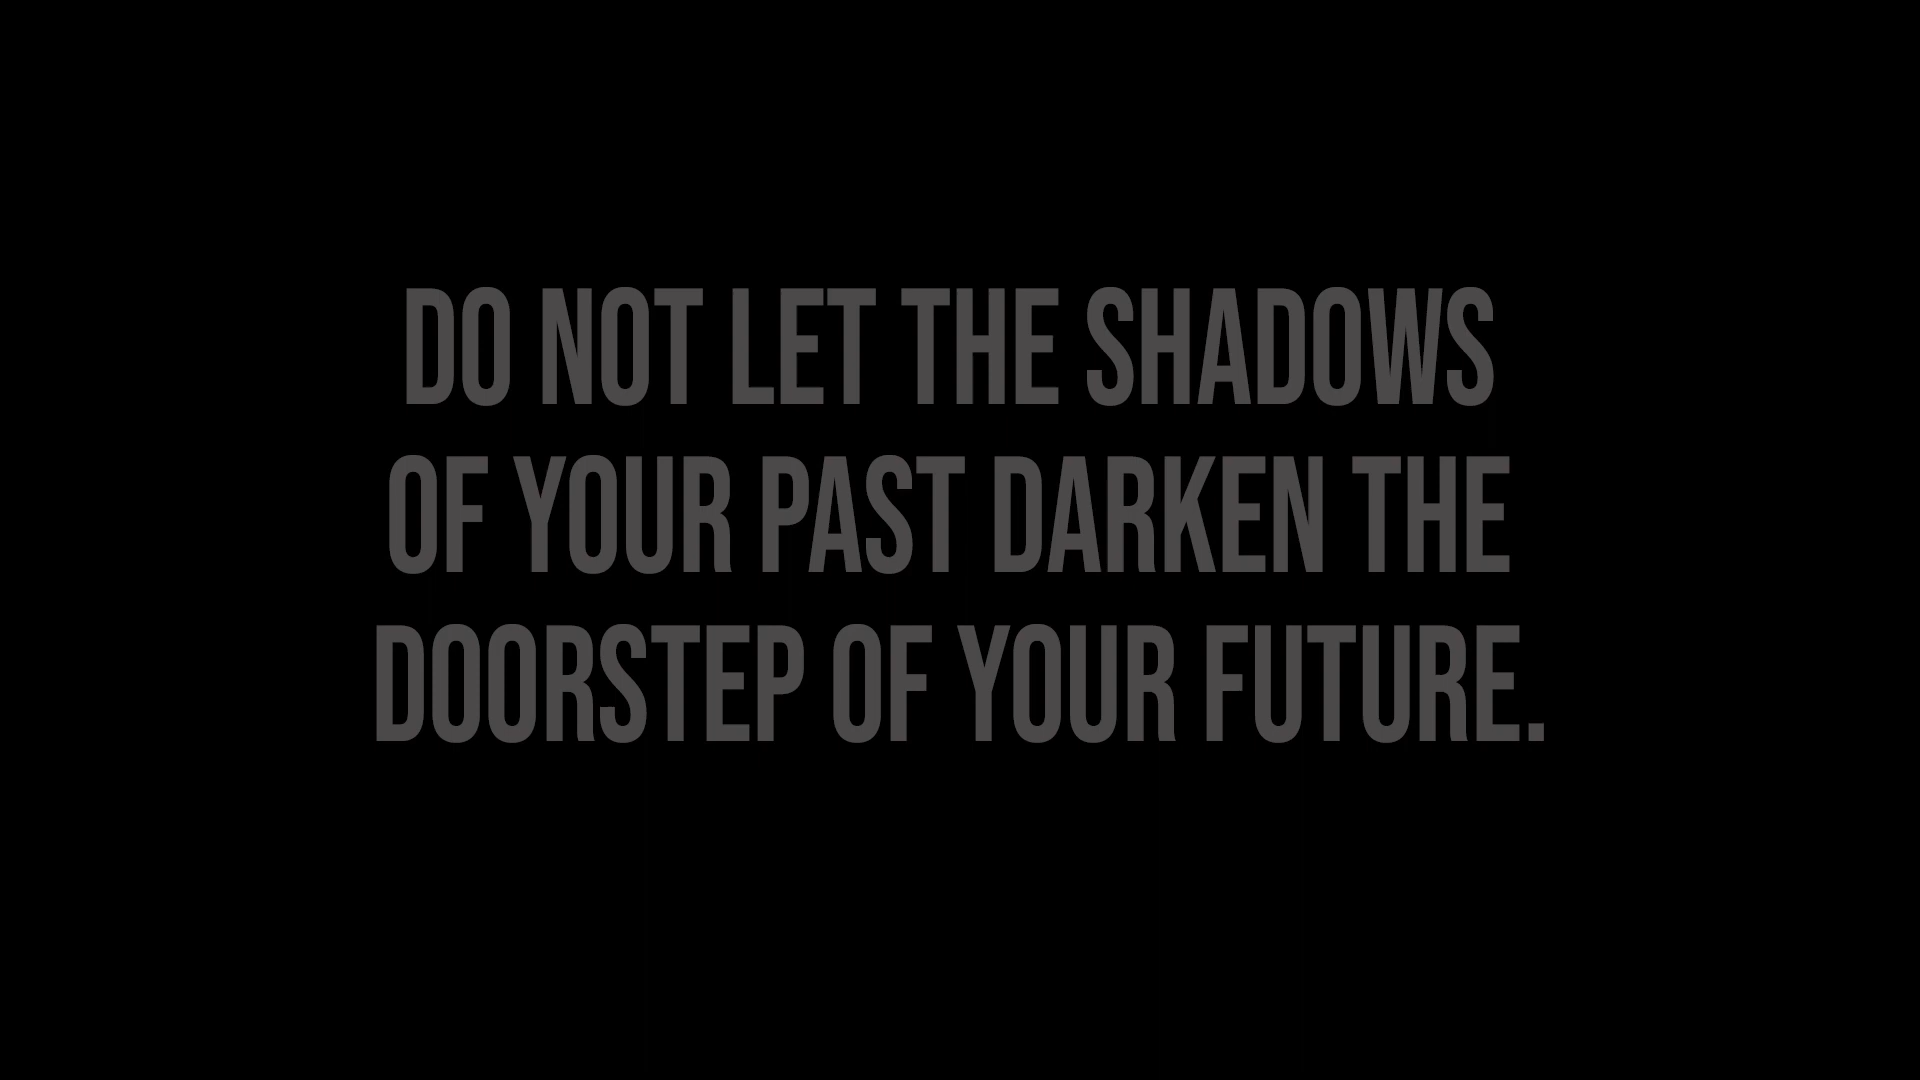 DO NOT LET THE SHADOWS
OF YOUR PAST DARKEN THE
DOORSTEP OF YOUR FUTURE.